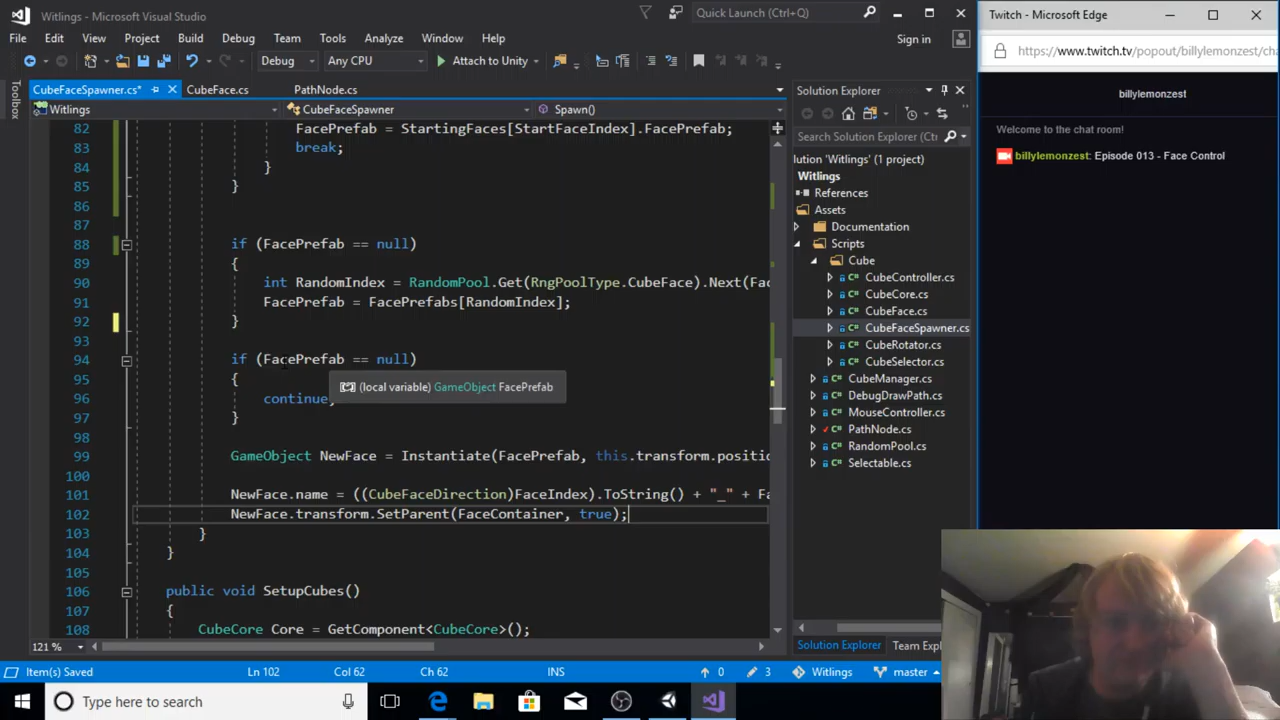 Witlings - Microsoft Visual Studio
Quick Launch (Ctrl+Q)
File Edit View Project Build Debug Team Tools Analyze Window Help
Sign in
Debug Any CPU Attach to Unity
Toolbox
CubeFaceSpawner.cs* CubeFace.cs PathNode.cs
Witlings CubeFaceSpawner Spawn()
82 FacePrefab = StartingFaces[StartFaceIndex].FacePrefab;
83 break;
84 }
85 }
86
87
88 if (FacePrefab == null)
89 {
90 int RandomIndex = RandomPool.Get(RngPoolType.CubeFace).Next(Fac
91 FacePrefab = FacePrefabs[RandomIndex];
92 }
93
94 if (FacePrefab == null)
95 {
96 continue;
97 }
98
99 GameObject NewFace = Instantiate(FacePrefab, this.transform.positio
100
101 NewFace.name = ((CubeFaceDirection)FaceIndex).ToString() + "_" + Fa
102 NewFace.transform.SetParent(FaceContainer, true);
103 }
104 }
105
106 public void SetupCubes()
107 {
108 CubeCore Core = GetComponent<CubeCore>();
(local variable) GameObject FacePrefab
121 %
Solution Explorer
Search Solution Explorer (Ctrl
lution 'Witlings' (1 project)
Witlings
References
Assets
Documentation
Scripts
Cube
CubeController.cs
CubeCore.cs
CubeFace.cs
CubeFaceSpawner.cs
CubeRotator.cs
CubeSelector.cs
CubeManager.cs
DebugDrawPath.cs
MouseController.cs
PathNode.cs
RandomPool.cs
Selectable.cs
Solution Explorer Team Expl
Item(s) Saved Ln 102 Col 62 Ch 62 INS 0 3 Witlings master
Type here to search
Twitch - Microsoft Edge
https://www.twitch.tv/popout/billylemonzest/cha
billylemonzest
Welcome to the chat room!
billylemonzest: Episode 013 - Face Control